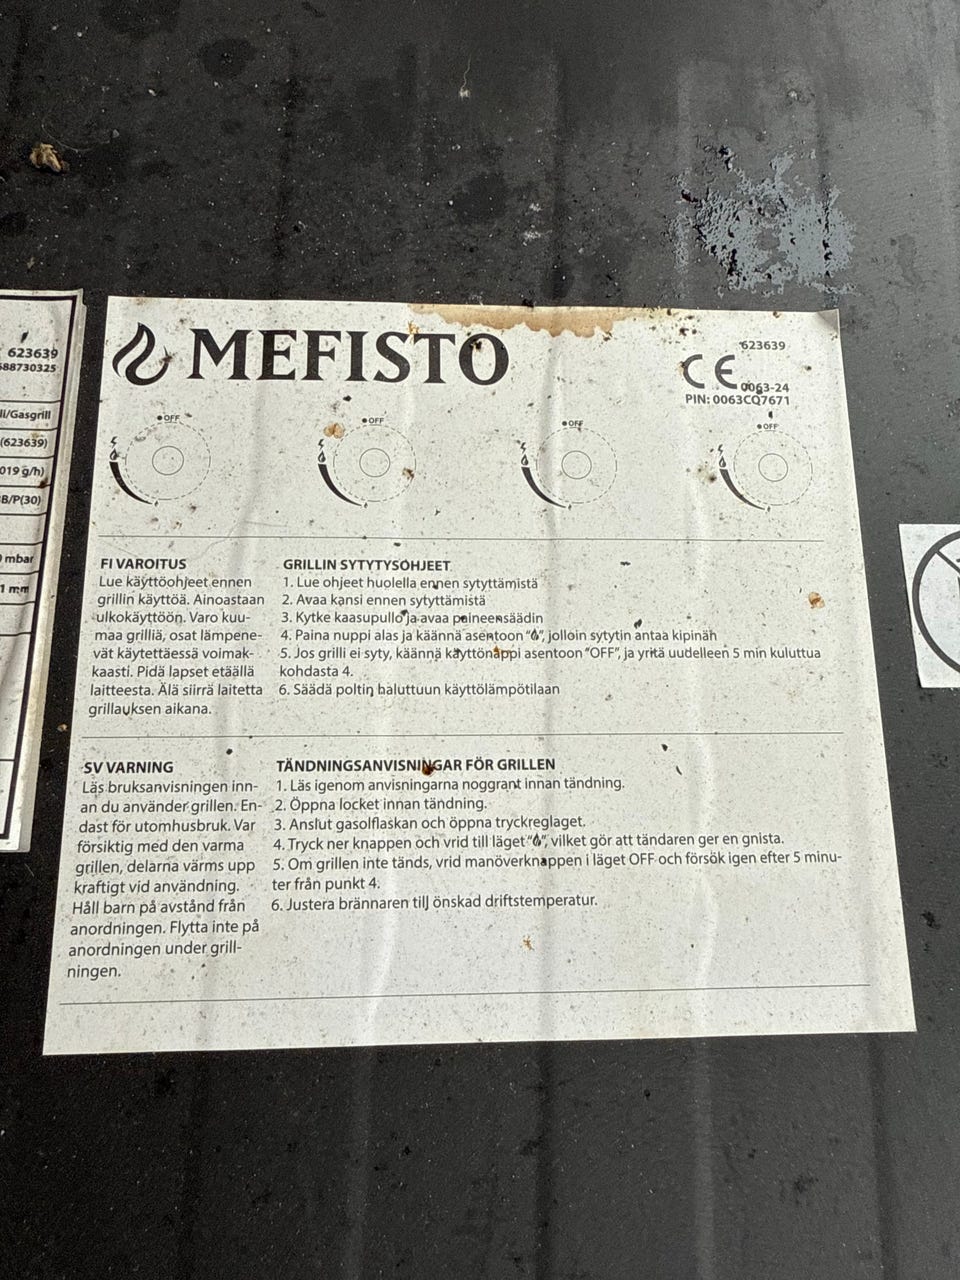 623639
588730325
li/Gasgrill
(623639)
019 g/h)
B/P(30)
mbar
1 mm
MEFISTO
623639
CE 0063-24
PIN: 0063CQ7671
OFF OFF OFF OFF
FI VAROITUS
Lue käyttöohjeet ennen
grillin käyttöä. Ainoastaan
ulkokäyttöön. Varo kuu-
maa grilliä, osat lämpene-
vät käytettäessä voimak-
kaasti. Pidä lapset etäällä
laitteesta. Älä siirrä laitetta
grillauksen aikana.
GRILLIN SYTYTYSOHJEET
1. Lue ohjeet huolella ennen sytyttämistä
2. Avaa kansi ennen sytyttämistä
3. Kytke kaasupullo ja avaa paineensäädin
4. Paina nuppi alas ja käännä asentoon “”, jolloin sytytin antaa kipinäh
5. Jos grilli ei syty, käännä käyttönappi asentoon “OFF”, ja yritä uudelleen 5 min kuluttua
kohdasta 4.
6. Säädä poltin haluttuun käyttölämpötilaan
SV VARNING
Läs bruksanvisningen inn-
an du använder grillen. En-
dast för utomhusbruk. Var
försiktig med den varma
grillen, delarna värms upp
kraftigt vid användning.
Håll barn på avstånd från
anordningen. Flytta inte på
anordningen under grill-
ningen.
TÄNDNINGSANVISNINGAR FÖR GRILLEN
1. Läs igenom anvisningarna noggrant innan tändning.
2. Öppna locket innan tändning.
3. Anslut gasolflaskan och öppna tryckreglaget.
4. Tryck ner knappen och vrid till läget “”, vilket gör att tändaren ger en gnista.
5. Om grillen inte tänds, vrid manöverknappen i läget OFF och försök igen efter 5 minu-
ter från punkt 4.
6. Justera brännaren till önskad driftstemperatur.